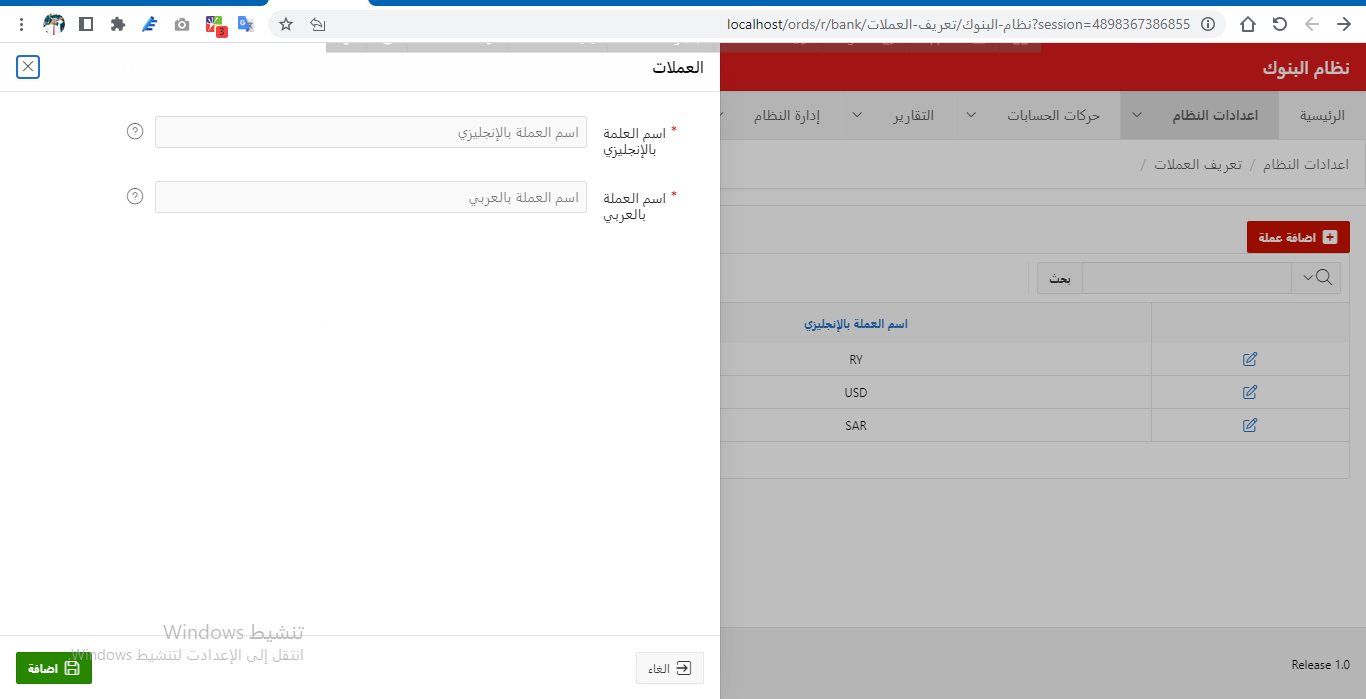 localhost/ords/r/bank/نظام-البنوك/تعريف-العملات?session=4898367386855
3
نظام البنوك
الرئيسية
اعدادات النظام
حركات الحسابات
التقارير
إدارة النظام
اعدادات النظام / تعريف العملات /
اضافة عملة
بحث
اسم العملة بالإنجليزي
RY
USD
SAR
Release 1.0
العملات
* اسم العلمة
بالإنجليزي
اسم العملة بالإنجليزي
* اسم العملة
بالعربي
اسم العملة بالعربي
تنشيط Windows
انتقل إلى الإعدادت لتنشيط Windows
الغاء
اضافة